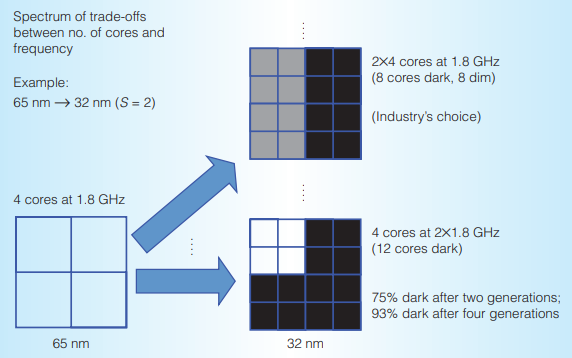 Spectrum of trade-offs
between no. of cores and
frequency
Example:
65 nm → 32 nm (S = 2)
4 cores at 1.8 GHz
65 nm
2×4 cores at 1.8 GHz
(8 cores dark, 8 dim)
(Industry's choice)
4 cores at 2×1.8 GHz
(12 cores dark)
75% dark after two generations;
93% dark after four generations
32 nm